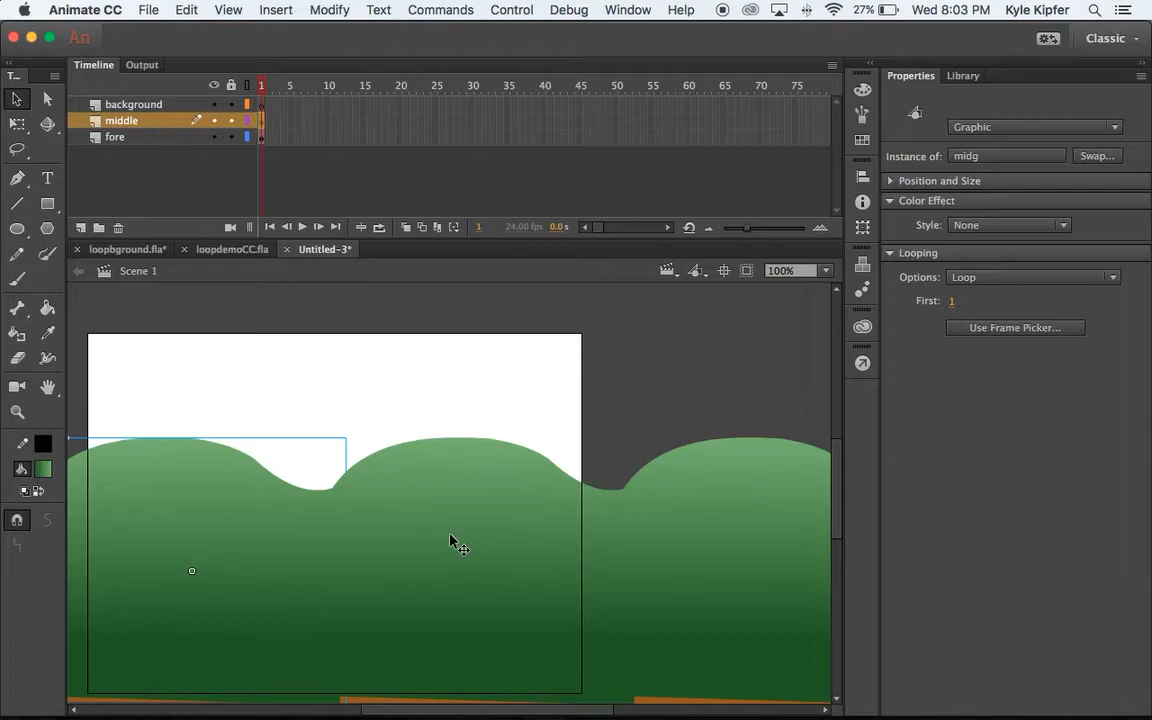 Animate CC File Edit View Insert Modify Text Commands Control Debug Window Help 27% Wed 8:03 PM Kyle Kipfer
An Classic
T... Timeline Output Properties Library
1 5 10 15 20 25 30 35 40 45 50 55 60 65 70 75
background
middle
fore
Graphic
Instance of: midg Swap...
Position and Size
Color Effect
Style: None
1 24.00 fps 0.0 s
loopbground.fla* loopdemoCC.fla Untitled-3*
Looping
Scene 1 100%
Options: Loop
First: 1
Use Frame Picker...